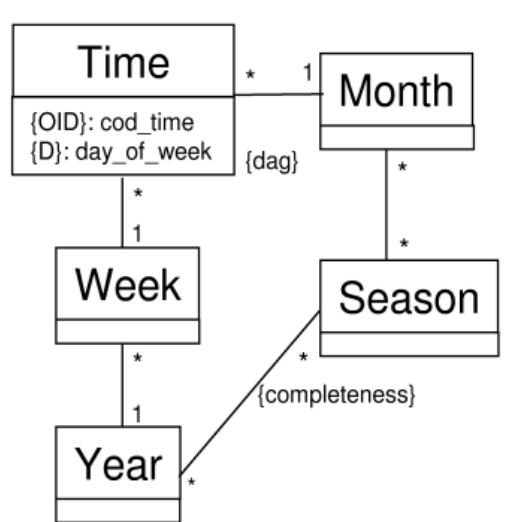 Time
* 1
Month
{OID}: cod_time
{D}: day_of_week
{dag}
*
*
1
*
Week
Season
*
*
{completeness}
1
Year
*